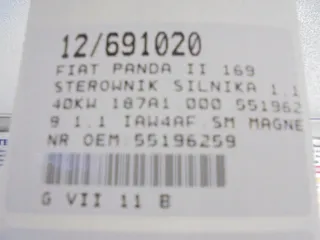 12/691020
FIAT PANDA II 169
STEROWNIK SILNIKA 1.1
40KW 187A1 000 551962
9 1.1 IAW4AF.5M MAGNE
NR OEM 55196259
G VII 11 B